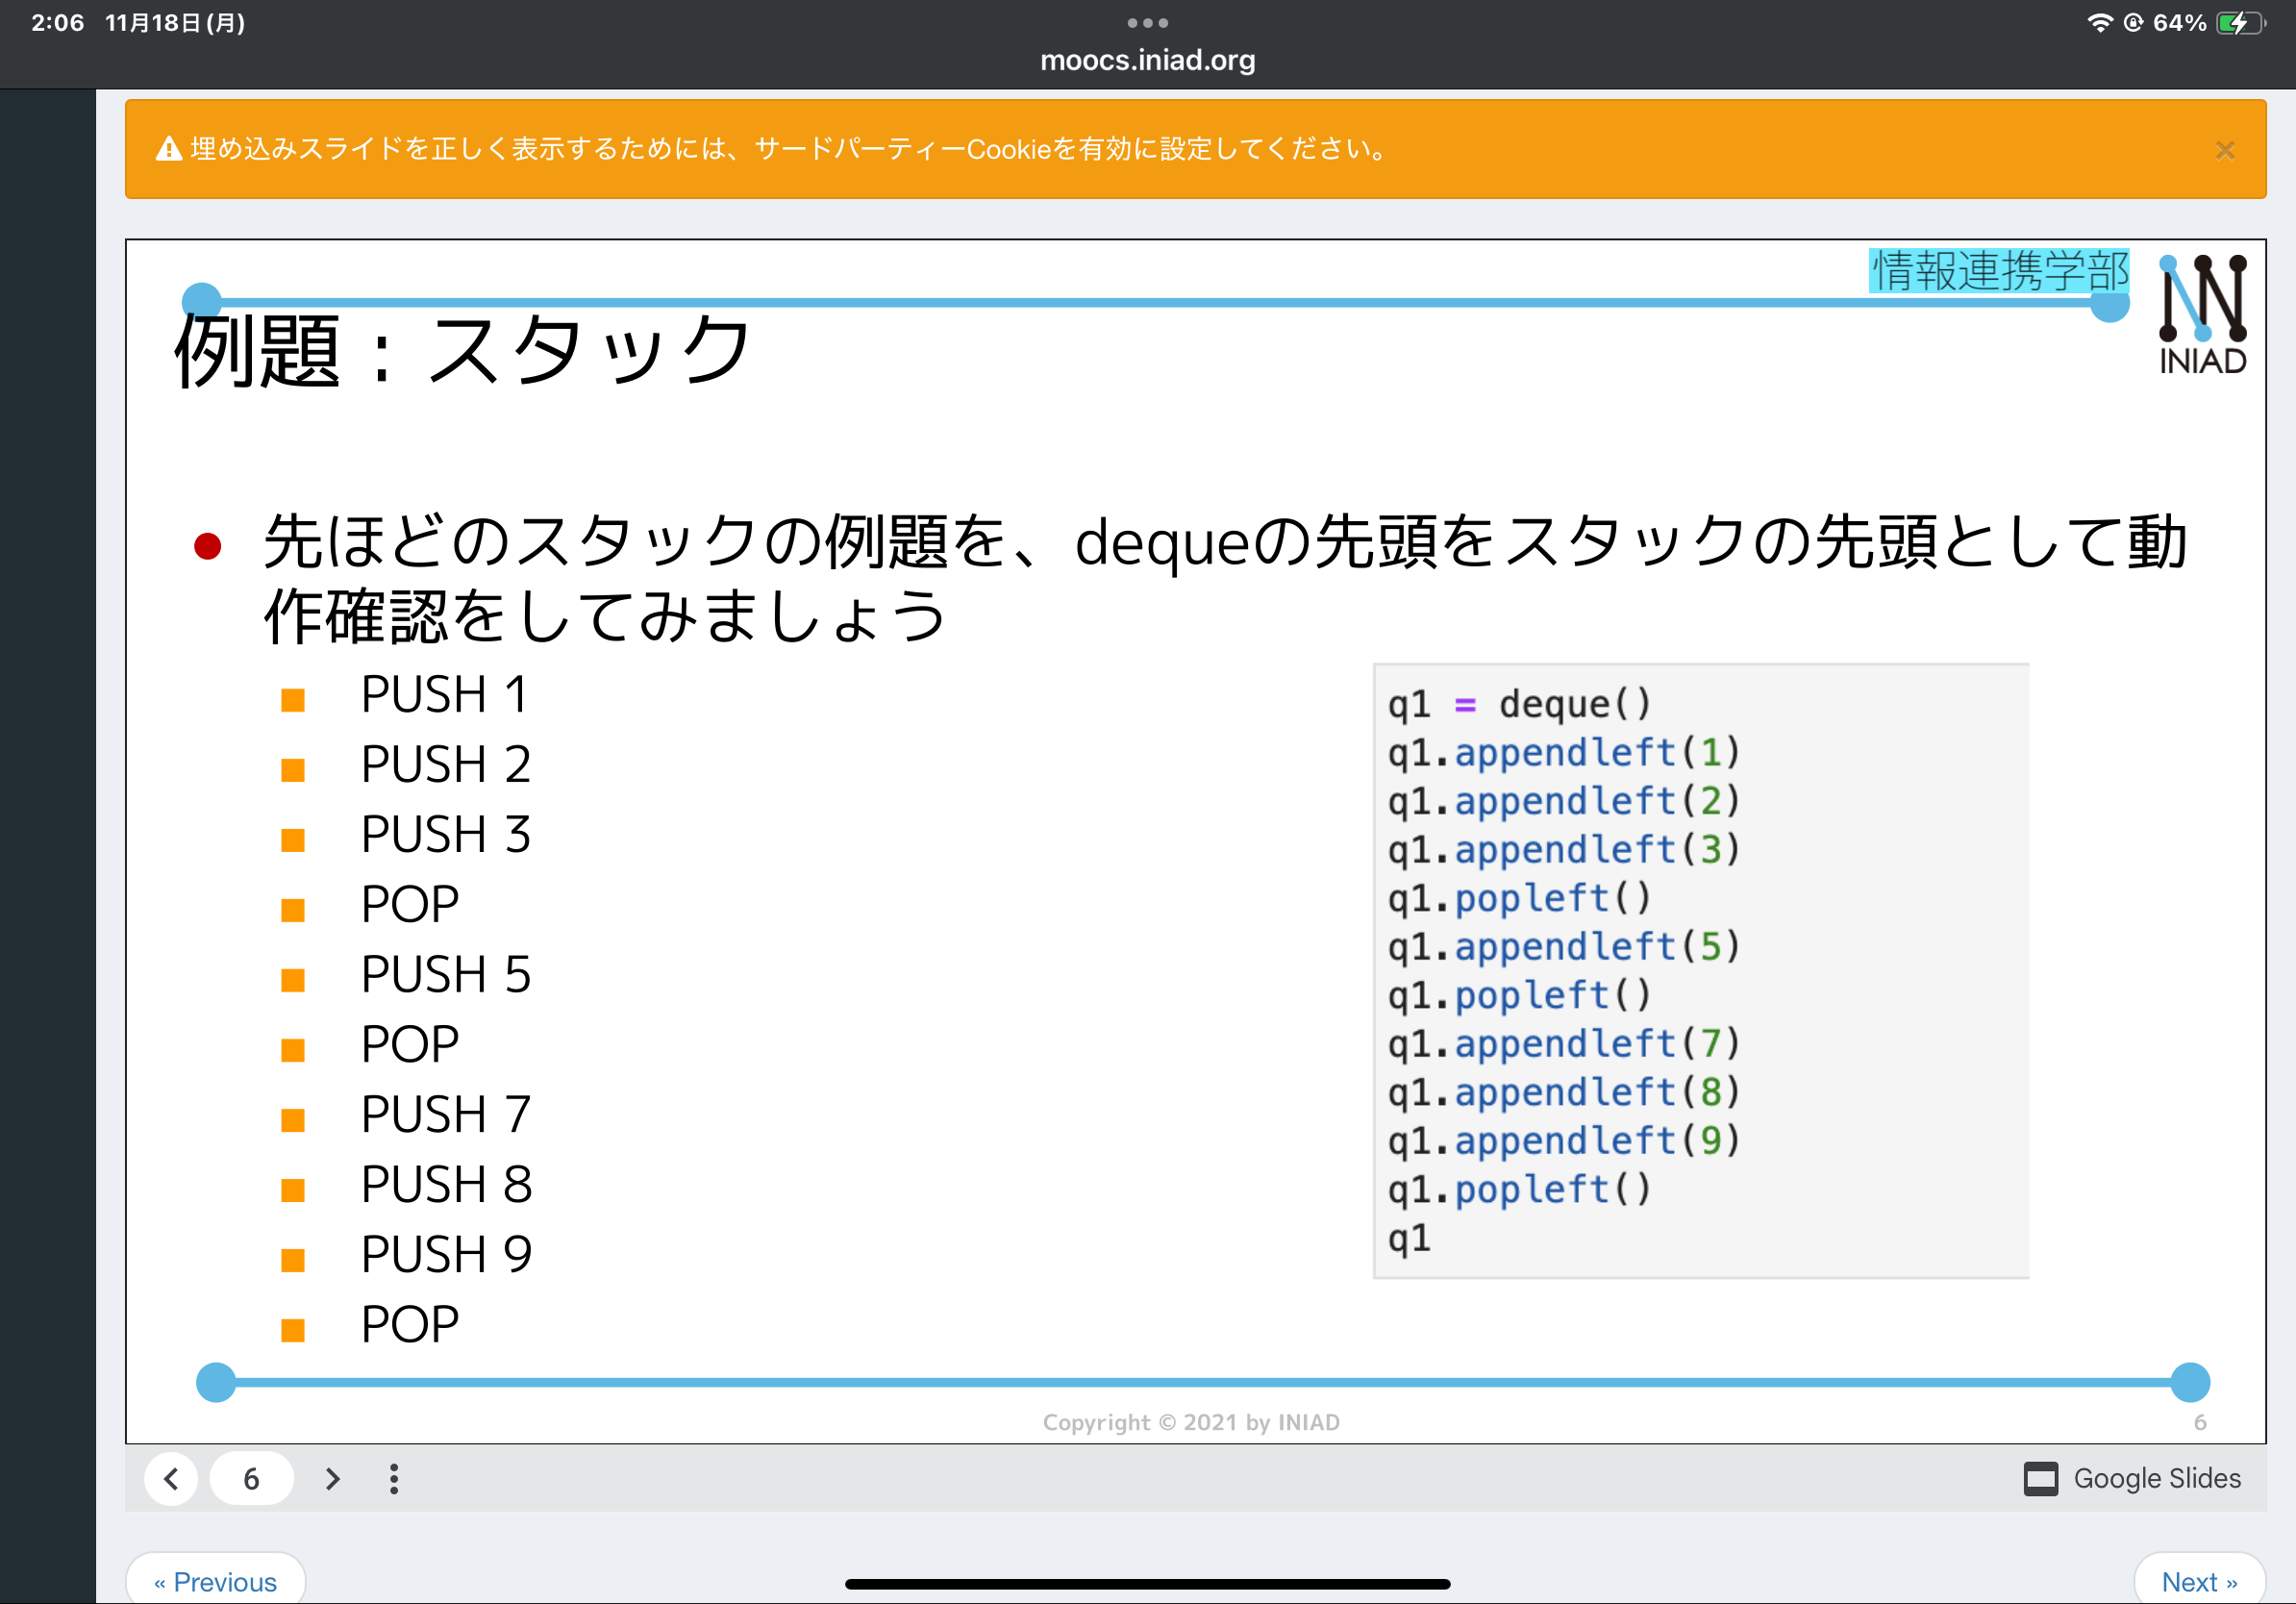 2:06 11月18日(月)
64%
moocs.iniad.org
埋め込みスライドを正しく表示するためには、サードパーティーCookieを有効に設定してください。
×
情報連携学部
INIAD
例題：スタック
先ほどのスタックの例題を、dequeの先頭をスタックの先頭として動
作確認をしてみましょう
PUSH 1
PUSH 2
PUSH 3
POP
PUSH 5
POP
PUSH 7
PUSH 8
PUSH 9
POP
q1 = deque()
q1.appendleft(1)
q1.appendleft(2)
q1.appendleft(3)
q1.popleft()
q1.appendleft(5)
q1.popleft()
q1.appendleft(7)
q1.appendleft(8)
q1.appendleft(9)
q1.popleft()
q1
Copyright © 2021 by INIAD
6
6
Google Slides
« Previous
Next »